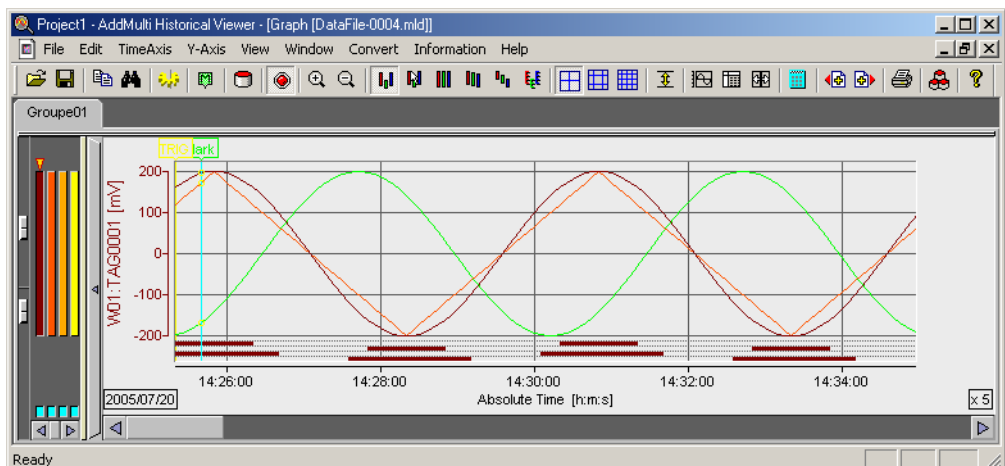 Project1 - AddMulti Historical Viewer - [Graph [DataFile-0004.mld]]
File Edit TimeAxis Y-Axis View Window Convert Information Help
Groupe01
TRIG lark
200
100
0
-100
-200
W01:TAG0001 [mV]
14:26:00 14:28:00 14:30:00 14:32:00 14:34:00
2005/07/20
Absolute Time [h:m:s]
x 5
Ready